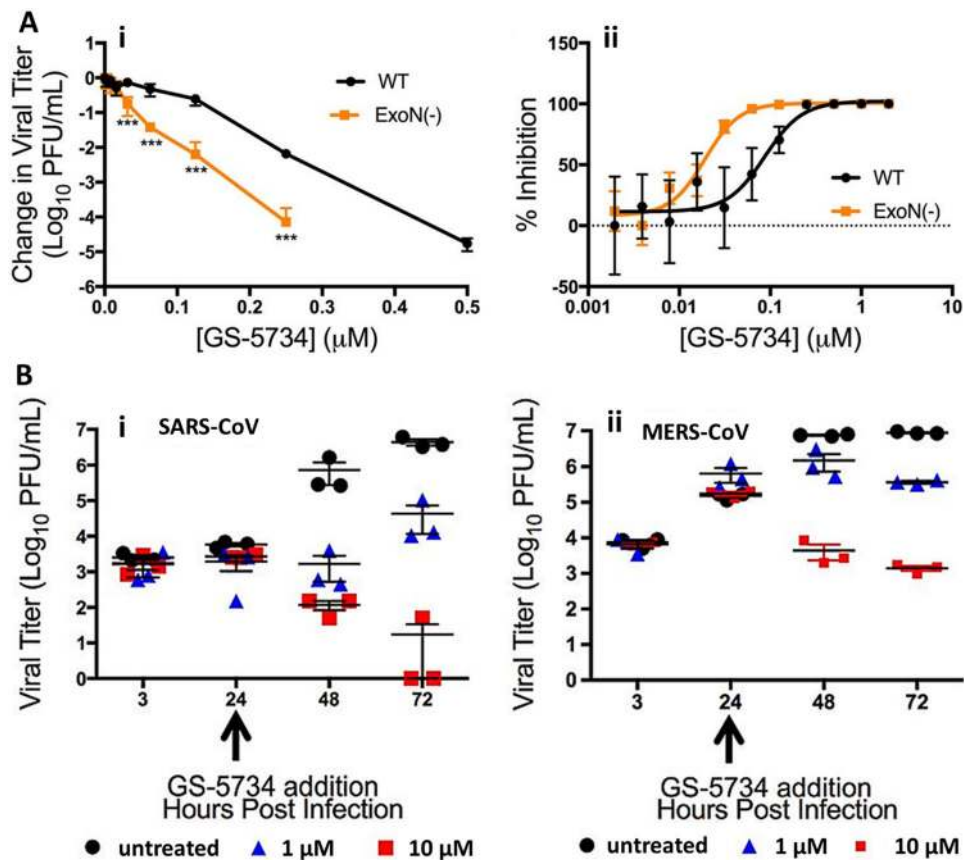 A
i
Change in Viral Titer
(Log10 PFU/mL)
1
0
-1
-2
-3
-4
-5
-6
WT
ExoN(-)
***
***
***
***
0.0 0.1 0.2 0.3 0.4 0.5
[GS-5734] (µM)
ii
% Inhibition
150
100
50
0
-50
WT
ExoN(-)
0.001 0.01 0.1 1 10
[GS-5734] (µM)
B
i SARS-CoV
Viral Titer (Log10 PFU/mL)
7
6
5
4
3
2
1
0
3 24 48 72
GS-5734 addition
Hours Post Infection
untreated 1 µM 10 µM
ii MERS-CoV
Viral Titer (Log10 PFU/mL)
7
6
5
4
3
2
1
0
3 24 48 72
GS-5734 addition
Hours Post Infection
untreated 1 µM 10 µM